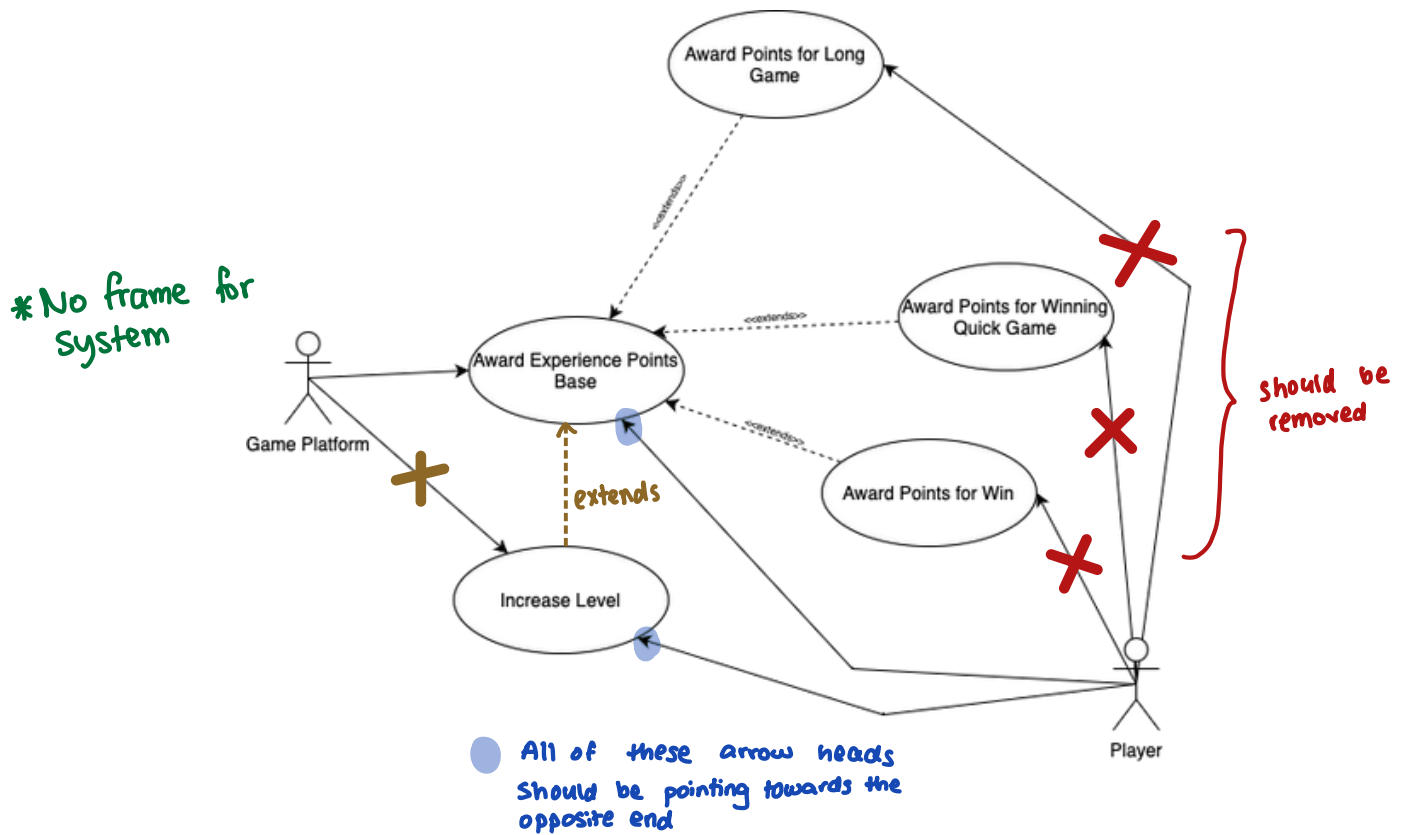 Award Points for Long
Game
<<extends>>
*No frame for
system
Award Points for Winning
Quick Game
<<extends>>
Award Experience Points
Base
should be
removed
Game Platform
<<extends>>
extends
Award Points for Win
Increase Level
Player
All of these arrow heads
Should be pointing towards the
opposite end